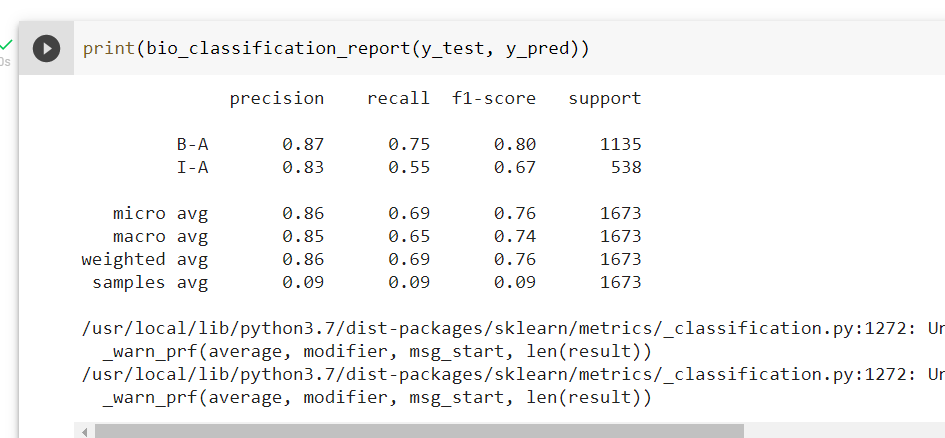 print(bio_classification_report(y_test, y_pred))
0s
precision recall f1-score support
B-A 0.87 0.75 0.80 1135
I-A 0.83 0.55 0.67 538
micro avg 0.86 0.69 0.76 1673
macro avg 0.85 0.65 0.74 1673
weighted avg 0.86 0.69 0.76 1673
samples avg 0.09 0.09 0.09 1673
/usr/local/lib/python3.7/dist-packages/sklearn/metrics/_classification.py:1272:
_warn_prf(average, modifier, msg_start, len(result))
/usr/local/lib/python3.7/dist-packages/sklearn/metrics/_classification.py:1272:
_warn_prf(average, modifier, msg_start, len(result))